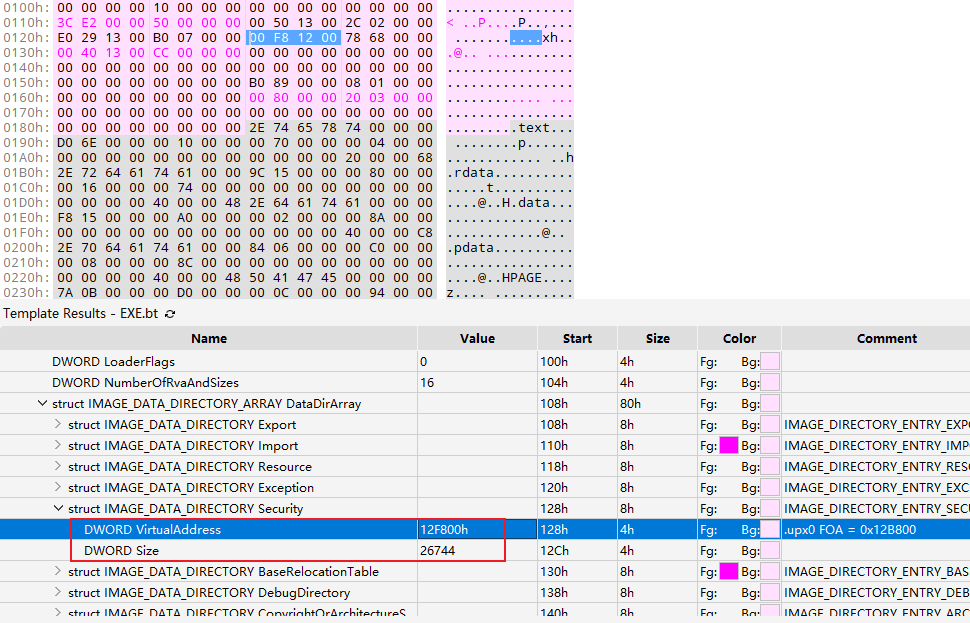 0100h: 00 00 00 00 10 00 00 00 00 00 00 00 00 00 00 00 ................
0110h: 3C E2 00 00 50 00 00 00 00 50 13 00 2C 02 00 00 < ..P....P..,...
0120h: E0 29 13 00 B0 07 00 00 00 F8 12 00 78 68 00 00 ............xh..
0130h: 00 40 13 00 CC 00 00 00 00 00 00 00 00 00 00 00 .@.. ...........
0140h: 00 00 00 00 00 00 00 00 00 00 00 00 00 00 00 00 ................
0150h: 00 00 00 00 00 00 00 00 B0 89 00 00 08 01 00 00 ................
0160h: 00 00 00 00 00 00 00 00 00 80 00 00 20 03 00 00 ............ ...
0170h: 00 00 00 00 00 00 00 00 00 00 00 00 00 00 00 00 ................
0180h: 00 00 00 00 00 00 00 00 2E 74 65 78 74 00 00 00 .........text...
0190h: D0 6E 00 00 00 10 00 00 00 70 00 00 00 04 00 00 .........p......
01A0h: 00 00 00 00 00 00 00 00 00 00 00 00 20 00 00 68 ............ ..h
01B0h: 2E 72 64 61 74 61 00 00 9C 15 00 00 00 80 00 00 .rdata..........
01C0h: 00 16 00 00 00 74 00 00 00 00 00 00 00 00 00 00 .....t..........
01D0h: 00 00 00 00 40 00 00 48 2E 64 61 74 61 00 00 00 ....@..H.data...
01E0h: F8 15 00 00 00 A0 00 00 00 02 00 00 00 8A 00 00 ................
01F0h: 00 00 00 00 00 00 00 00 00 00 00 00 40 00 00 C8 ............@..
0200h: 2E 70 64 61 74 61 00 00 84 06 00 00 00 C0 00 00 .pdata..........
0210h: 00 08 00 00 00 8C 00 00 00 00 00 00 00 00 00 00 ................
0220h: 00 00 00 00 40 00 00 48 50 41 47 45 00 00 00 00 ....@..HPAGE....
0230h: 7A 0B 00 00 00 D0 00 00 00 0C 00 00 00 94 00 00 z...............
Template Results - EXE.bt
Name Value Start Size Color Comment
DWORD LoaderFlags 0 100h 4h Fg: Bg:
DWORD NumberOfRvaAndSizes 16 104h 4h Fg: Bg:
struct IMAGE_DATA_DIRECTORY_ARRAY DataDirArray 108h 80h Fg: Bg:
struct IMAGE_DATA_DIRECTORY Export 108h 8h Fg: Bg: IMAGE_DIRECTORY_ENTRY_EXPO
struct IMAGE_DATA_DIRECTORY Import 110h 8h Fg: Bg: IMAGE_DIRECTORY_ENTRY_IMPO
struct IMAGE_DATA_DIRECTORY Resource 118h 8h Fg: Bg: IMAGE_DIRECTORY_ENTRY_RESO
struct IMAGE_DATA_DIRECTORY Exception 120h 8h Fg: Bg: IMAGE_DIRECTORY_ENTRY_EXC
struct IMAGE_DATA_DIRECTORY Security 128h 8h Fg: Bg: IMAGE_DIRECTORY_ENTRY_SECU
DWORD VirtualAddress 12F800h 128h 4h Fg: Bg: .upx0 FOA = 0x12B800
DWORD Size 26744 12Ch 4h Fg: Bg:
struct IMAGE_DATA_DIRECTORY BaseRelocationTable 130h 8h Fg: Bg: IMAGE_DIRECTORY_ENTRY_BAS
struct IMAGE_DATA_DIRECTORY DebugDirectory 138h 8h Fg: Bg: IMAGE_DIRECTORY_ENTRY_DEB
struct IMAGE_DATA_DIRECTORY CopyrightOrArchitectureS 140h 8h Fg: Bg: IMAGE_DIRECTORY_ENTRY_ARC